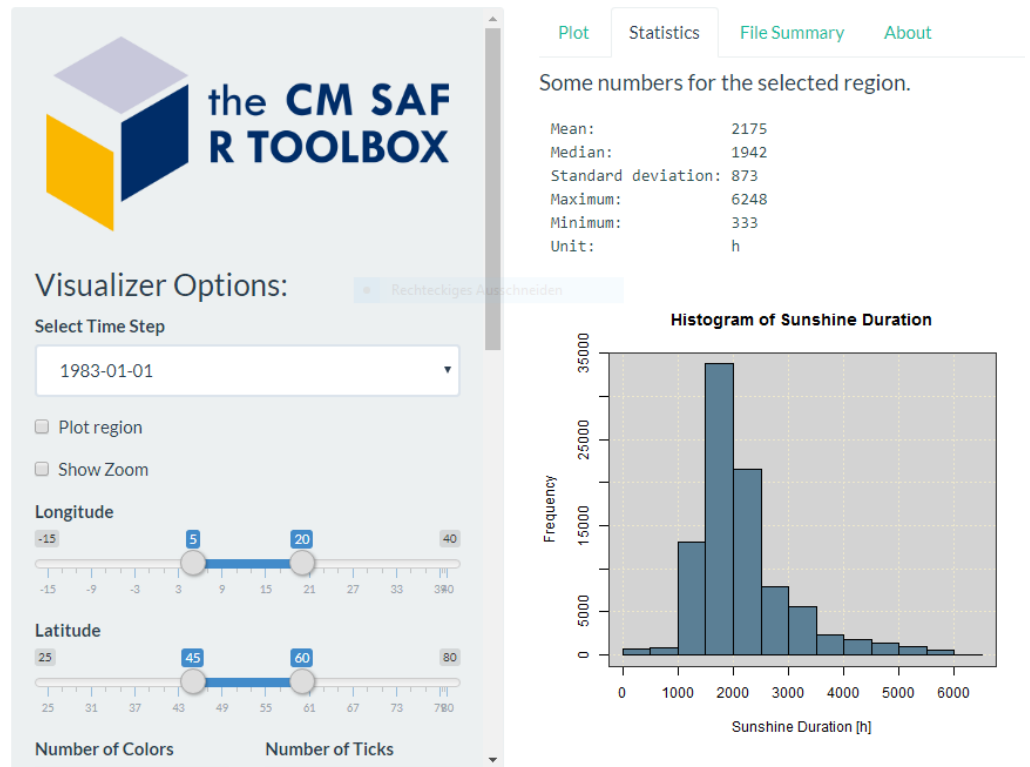 the CM SAF
R TOOLBOX
Visualizer Options:
Select Time Step
1983-01-01
Plot region
Show Zoom
Longitude
-15 5 20 40
-15 -9 -3 3 9 15 21 27 33 3940
Latitude
25 45 60 80
25 31 37 43 49 55 61 67 73 7980
Number of Colors Number of Ticks
Plot Statistics File Summary About
Some numbers for the selected region.
Mean: 2175
Median: 1942
Standard deviation: 873
Maximum: 6248
Minimum: 333
Unit: h
Rechteckiges Ausschneiden
Histogram of Sunshine Duration
Frequency
35000
25000
15000
5000
0
0 1000 2000 3000 4000 5000 6000
Sunshine Duration [h]